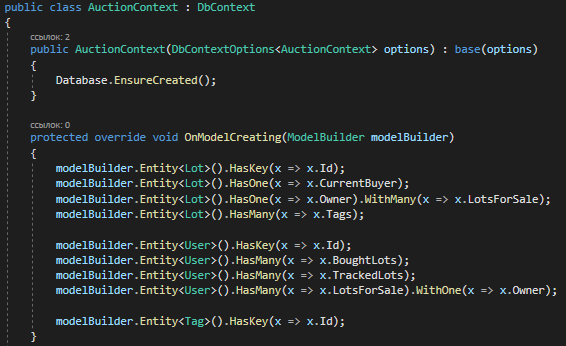 public class AuctionContext : DbContext
{
ссылок: 2
public AuctionContext(DbContextOptions<AuctionContext> options) : base(options)
{
Database.EnsureCreated();
}
ссылок: 0
protected override void OnModelCreating(ModelBuilder modelBuilder)
{
modelBuilder.Entity<Lot>().HasKey(x => x.Id);
modelBuilder.Entity<Lot>().HasOne(x => x.CurrentBuyer);
modelBuilder.Entity<Lot>().HasOne(x => x.Owner).WithMany(x => x.LotsForSale);
modelBuilder.Entity<Lot>().HasMany(x => x.Tags);
modelBuilder.Entity<User>().HasKey(x => x.Id);
modelBuilder.Entity<User>().HasMany(x => x.BoughtLots);
modelBuilder.Entity<User>().HasMany(x => x.TrackedLots);
modelBuilder.Entity<User>().HasMany(x => x.LotsForSale).WithOne(x => x.Owner);
modelBuilder.Entity<Tag>().HasKey(x => x.Id);
}